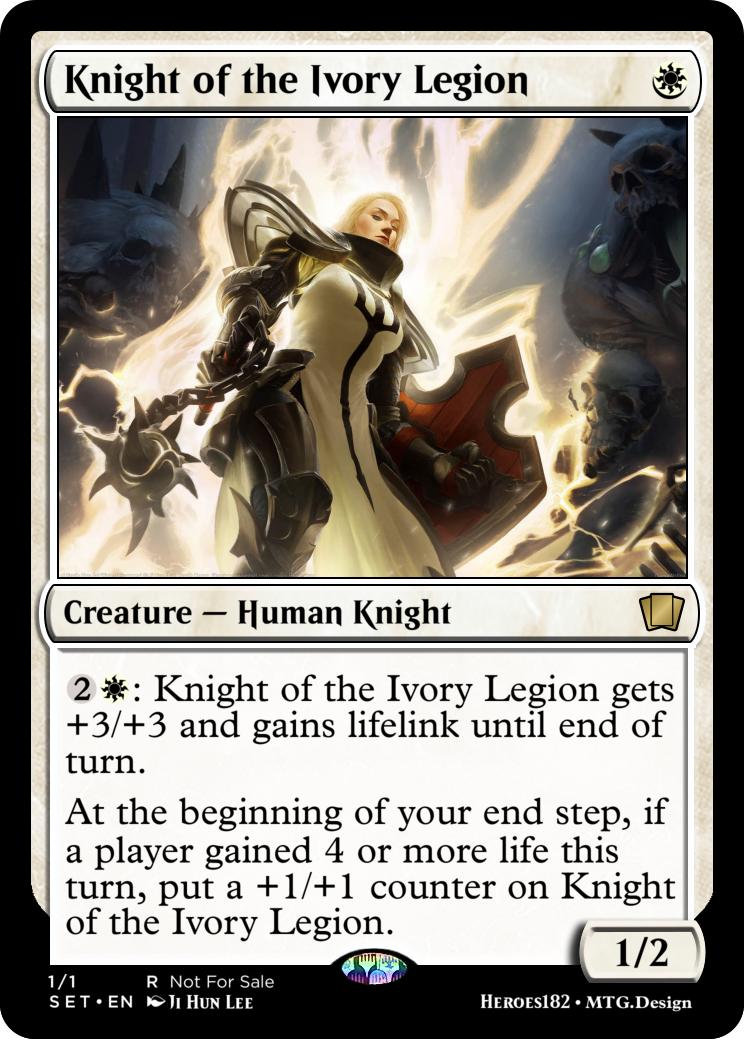 Knight of the Ivory Legion
Creature — Human Knight
2: Knight of the Ivory Legion gets
+3/+3 and gains lifelink until end of
turn.
At the beginning of your end step, if
a player gained 4 or more life this
turn, put a +1/+1 counter on Knight
of the Ivory Legion.
1/2
1/1 R Not For Sale
SET • EN Ji Hun Lee
Heroes182 • MTG.Design